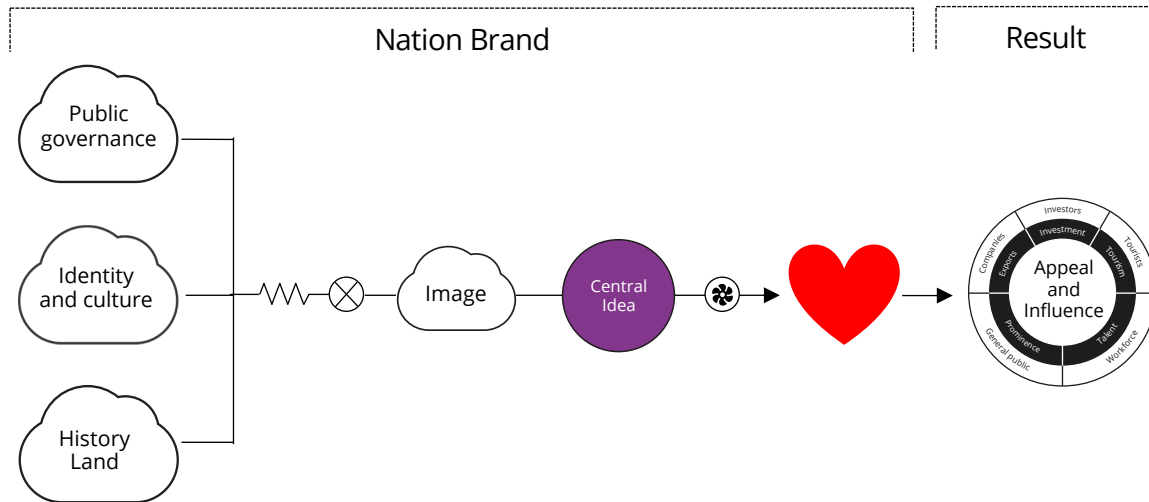 Nation Brand
Result
Public
governance
Identity
and culture
History
Land
Image
Central
Idea
Investors
Companies
Tourists
Investment
Exports
Tourism
Appeal
and
Influence
Prominence
Talent
General public
Workforce